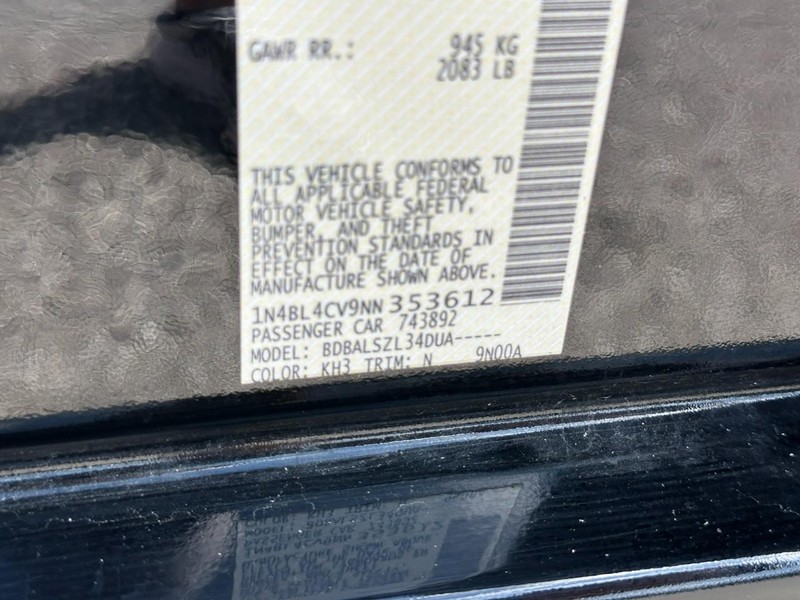 GAWR RR.: 945 KG
2083 LB
THIS VEHICLE CONFORMS TO
ALL APPLICABLE FEDERAL
MOTOR VEHICLE SAFETY,
BUMPER, AND THEFT
PREVENTION STANDARDS IN
EFFECT ON THE DATE OF
MANUFACTURE SHOWN ABOVE.
1N4BL4CV9NN353612
PASSENGER CAR 743892
MODEL: BDBALSZL34DUA-----
COLOR: KH3 TRIM: N 9N00A